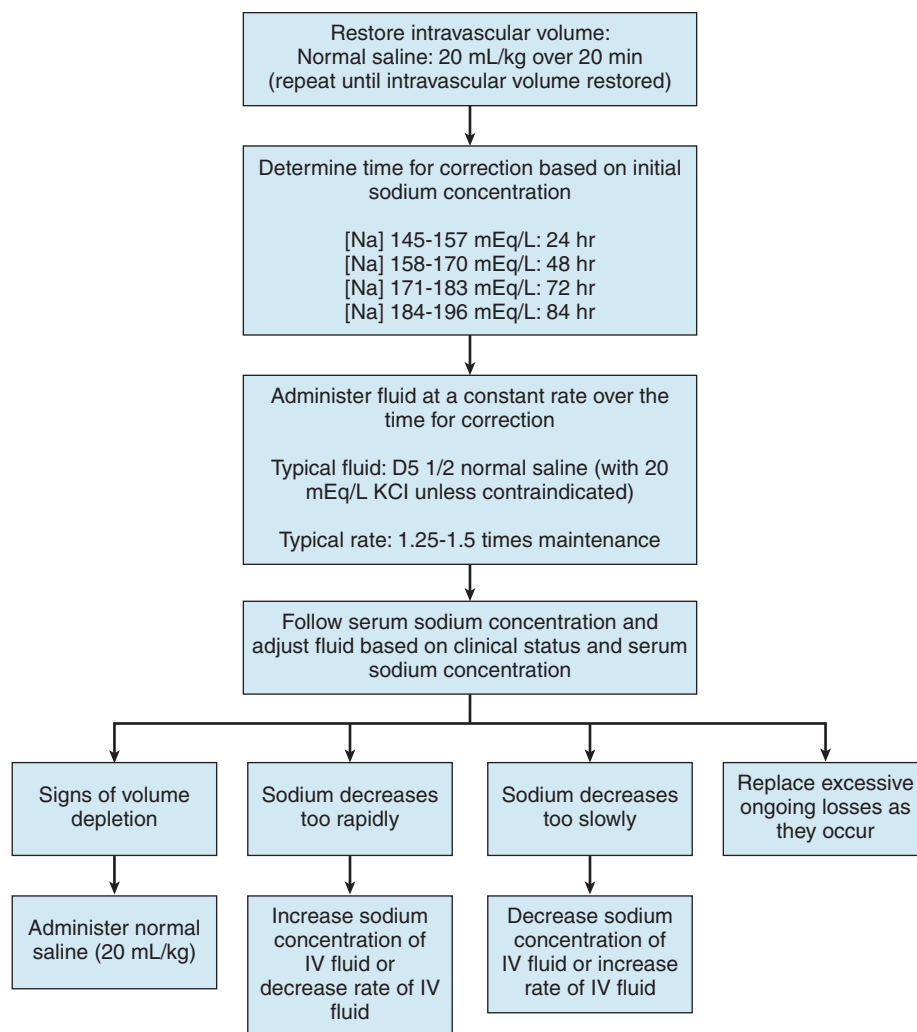 Restore intravascular volume:
Normal saline: 20 mL/kg over 20 min
(repeat until intravascular volume restored)
Determine time for correction based on initial
sodium concentration
[Na] 145-157 mEq/L: 24 hr
[Na] 158-170 mEq/L: 48 hr
[Na] 171-183 mEq/L: 72 hr
[Na] 184-196 mEq/L: 84 hr
Administer fluid at a constant rate over the
time for correction
Typical fluid: D5 1/2 normal saline (with 20
mEq/L KCl unless contraindicated)
Typical rate: 1.25-1.5 times maintenance
Follow serum sodium concentration and
adjust fluid based on clinical status and serum
sodium concentration
Signs of volume
depletion
Administer normal
saline (20 mL/kg)
Sodium decreases
too rapidly
Increase sodium
concentration of
IV fluid or
decrease rate of IV
fluid
Sodium decreases
too slowly
Decrease sodium
concentration of
IV fluid or increase
rate of IV fluid
Replace excessive
ongoing losses as
they occur